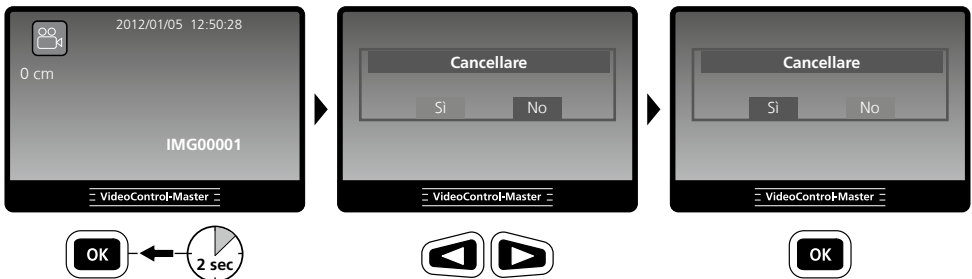 2012/01/05 12:50:28
0 cm
IMG00001
VideoControl-Master
OK
2 sec
Cancellare
Sì No
VideoControl-Master
Cancellare
Sì No
VideoControl-Master
OK